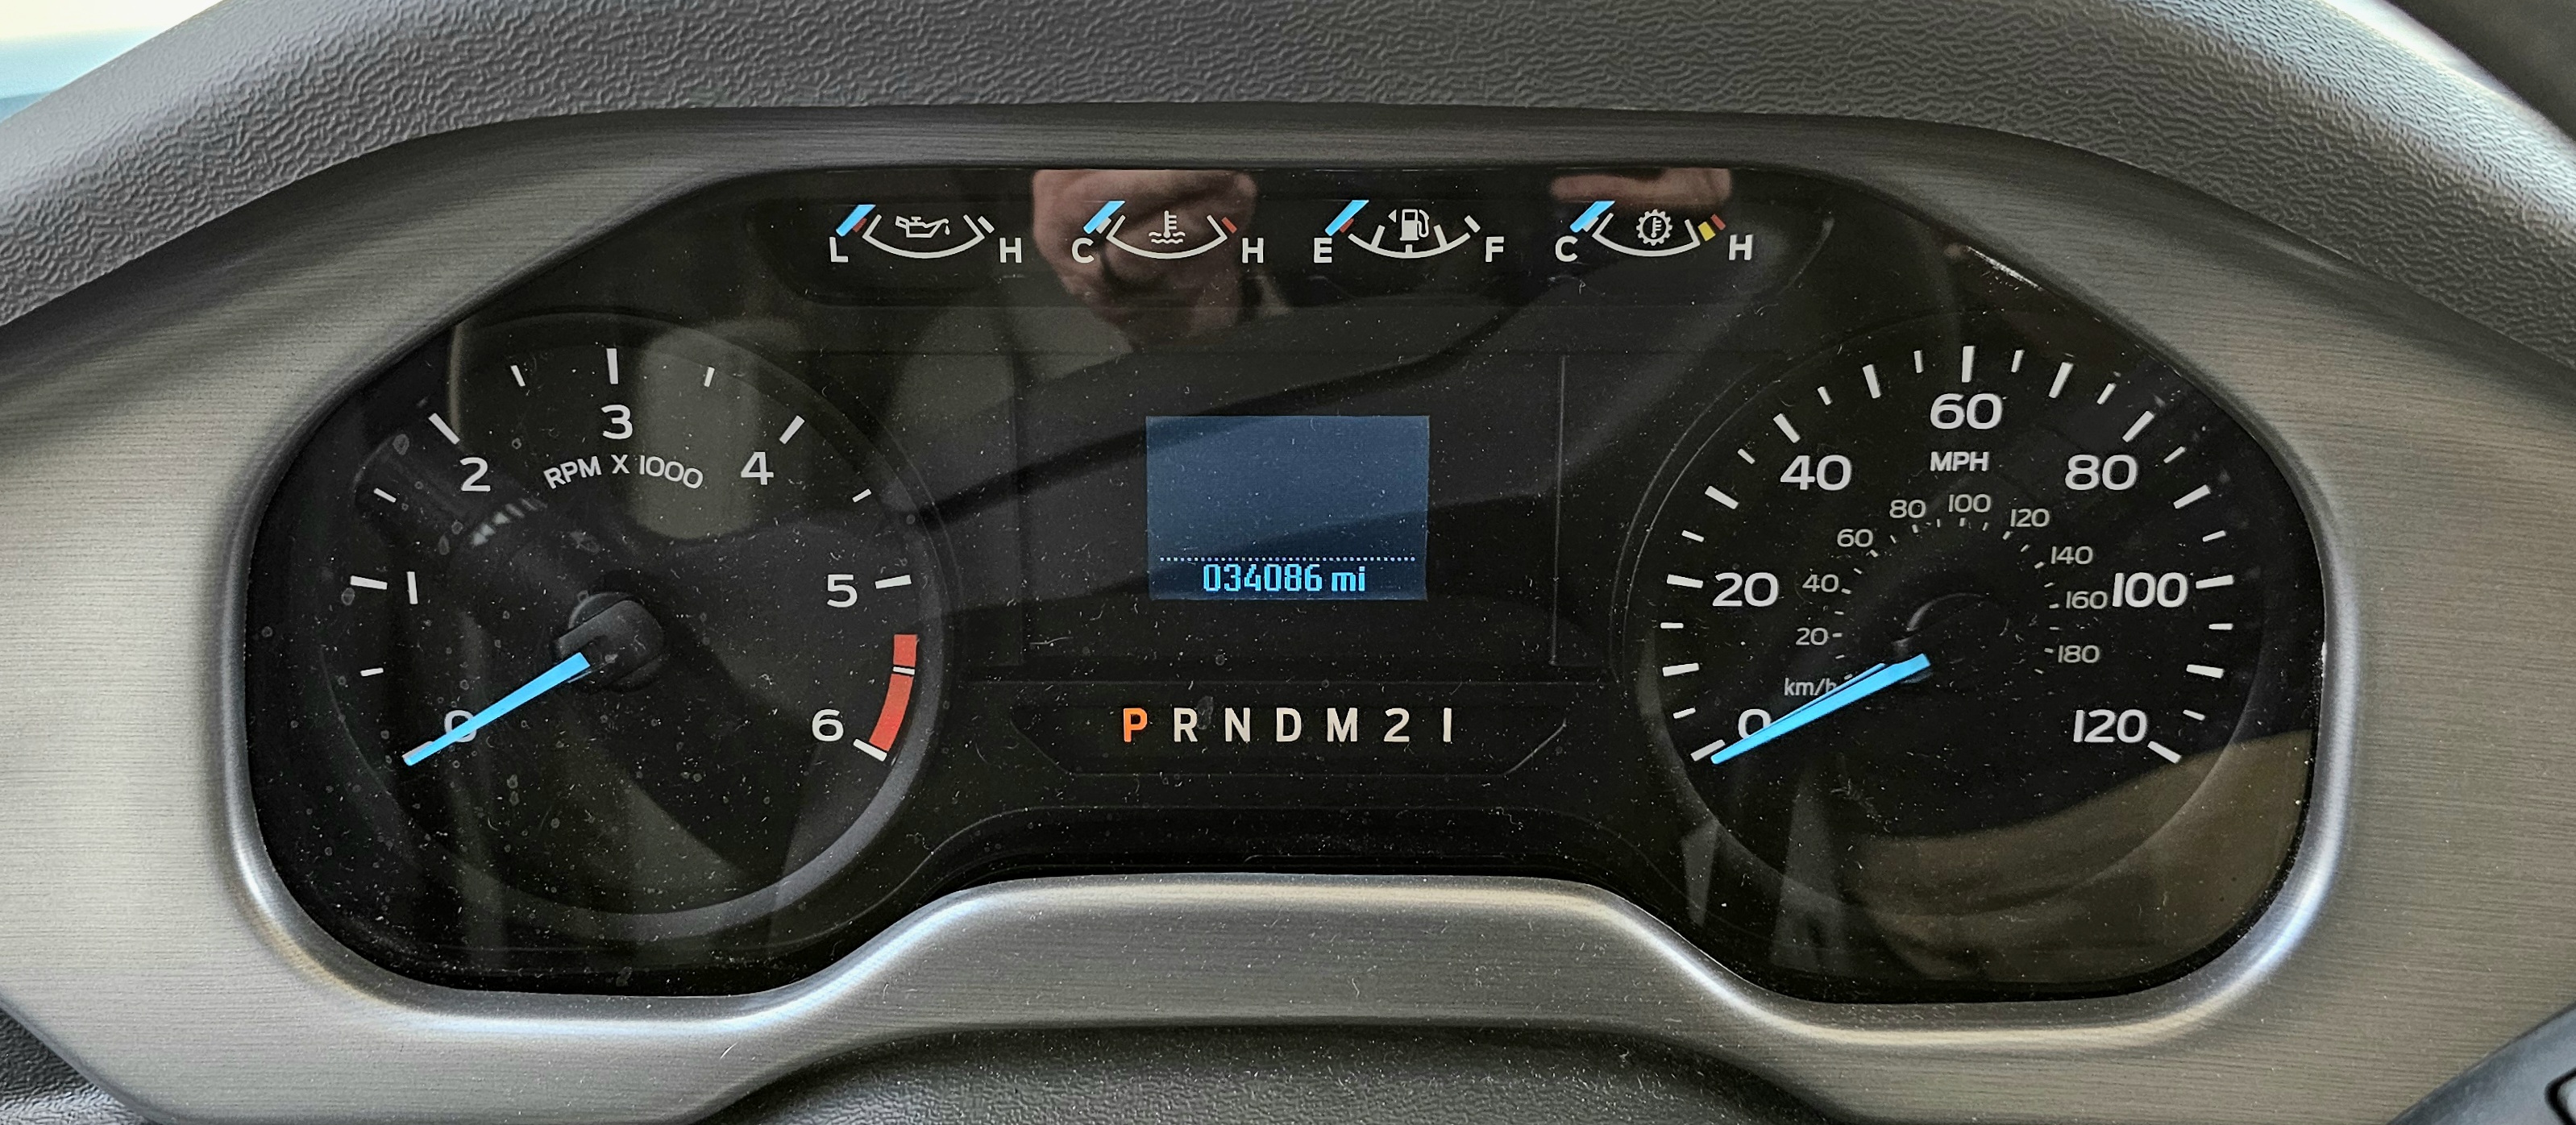 L H C H E F C H
0 1 2 3 4 5 6
RPM X 1000
034086 mi
P R N D M 2 1
0 20 40 60 80 100 120
MPH
20 40 60 80 100 120 140 160 180
km/h